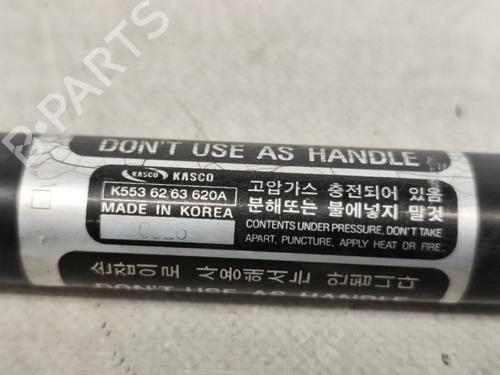 DON'T USE AS HANDLE
KASCO KASCO
K553 62/63 620A
MADE IN KOREA
고압가스 충전되어 있음
분해또는 불에넣지 말것
CONTENTS UNDER PRESSURE, DON'T TAKE
APART, PUNCTURE, APPLY HEAT OR FIRE.
손잡이로 사용해서는 안됩니다
DON'T USE AS HANDLE
B-PARTS